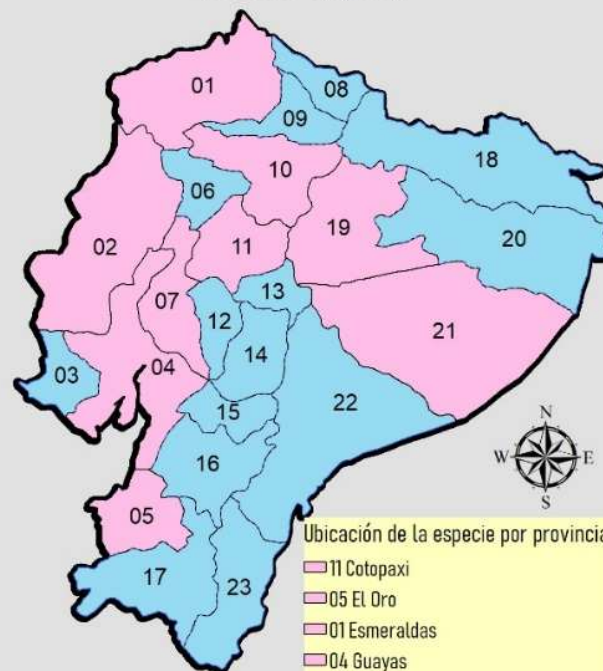 01
08
09
18
10
06
02
19
11
20
07
13
12
21
03
04
14
22
15
16
N
W E
S
05
17
23
Ubicación de la especie por provincia
11 Cotopaxi
05 El Oro
01 Esmeraldas
04 Guayas